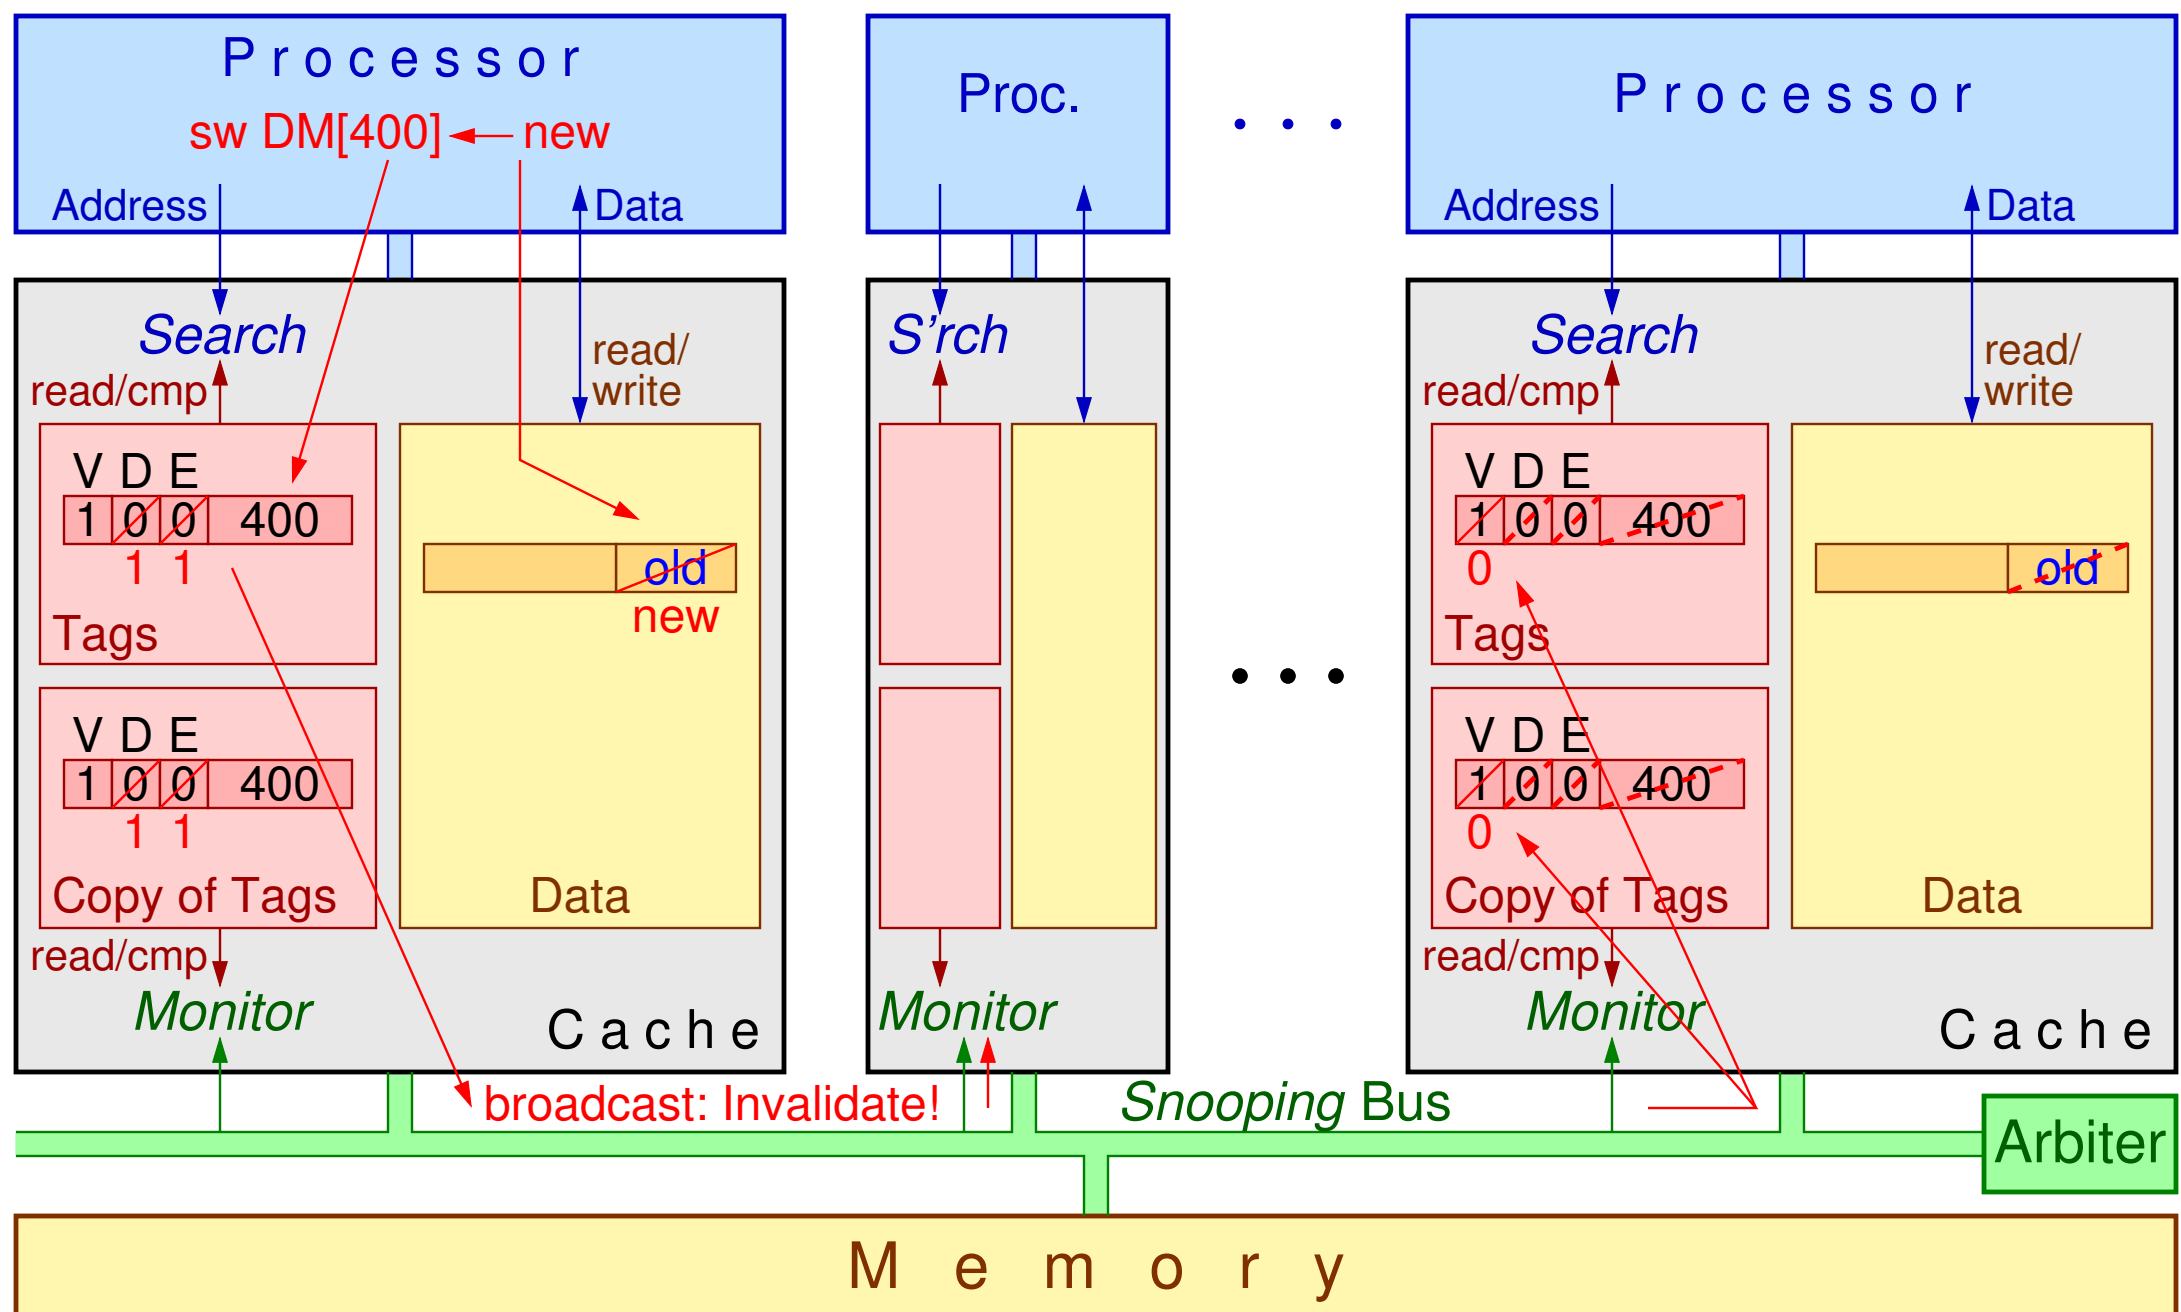 Processor Proc. Processor
sw DM[400] new
Address Data Address Data
Search S'rch Search
read/cmp read/write read/cmp read/write
V D E V D E
1 0 0 400 1 0 0 400
1 1 old 0 old
new
Tags Tags
V D E V D E
1 0 0 400 1 0 0 400
1 1 0
Copy of Tags Data Copy of Tags Data
read/cmp read/cmp
Monitor Cache Monitor Monitor Cache
broadcast: Invalidate! Snooping Bus
Arbiter
Memory